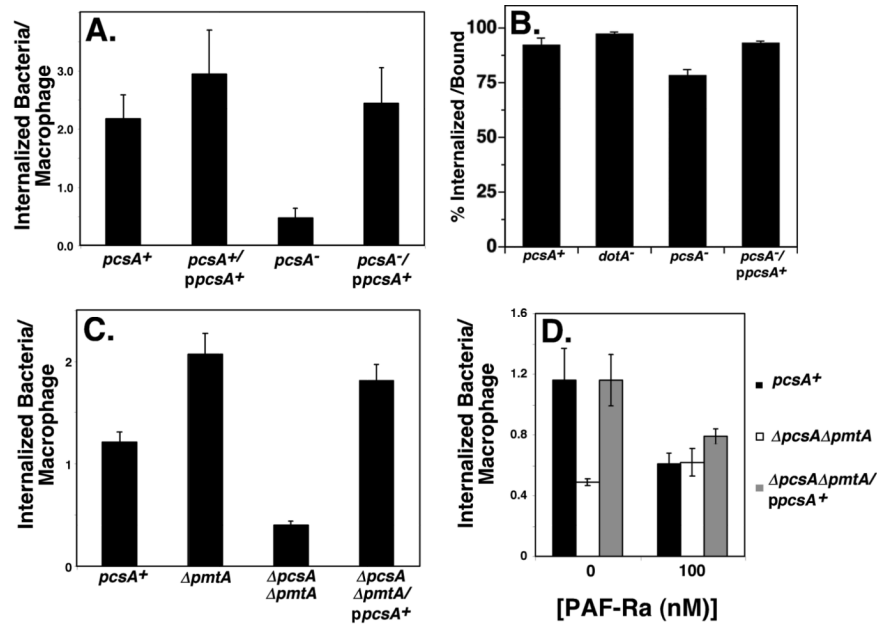 A.
Internalized Bacteria/
Macrophage
3.0
2.0
1.0
0.0
pcsA+
pcsA+/
ppcsA+
pcsA-
pcsA-/
ppcsA+
B.
% Internalized /Bound
100
75
50
25
0
pcsA+
dotA-
pcsA-
pcsA-/
ppcsA+
C.
Internalized Bacteria/
Macrophage
2
1
0
pcsA+
ΔpmtA
ΔpcsA
ΔpmtA
ΔpcsA
ΔpmtA/
ppcsA+
D.
Internalized Bacteria/
Macrophage
1.6
1.2
0.8
0.4
0
0
100
[PAF-Ra (nM)]
pcsA+
ΔpcsAΔpmtA
ΔpcsAΔpmtA/
ppcsA+